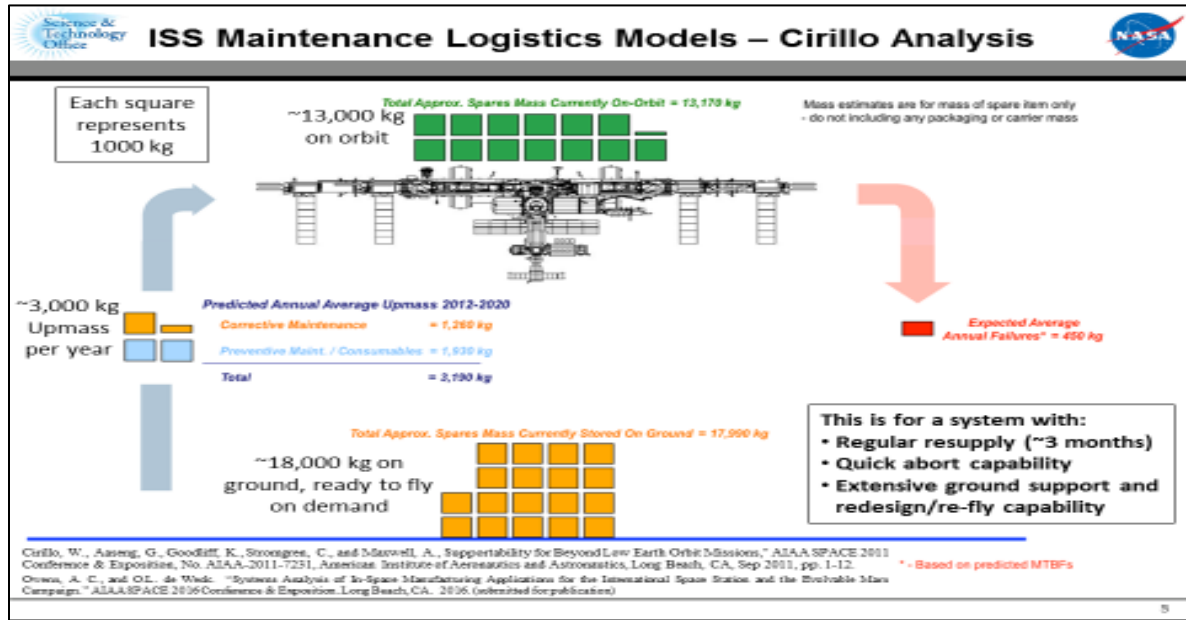 Science &
Technology
Office
ISS Maintenance Logistics Models – Cirillo Analysis
NASA
Each square
represents
1000 kg
Total Approx. Spares Mass Currently On-Orbit = 13,170 kg
~13,000 kg
on orbit
Mass estimates are for mass of spare item only
- do not including any packaging or carrier mass
~3,000 kg
Upmass
per year
Predicted Annual Average Upmass 2012-2020
Corrective Maintenance = 1,260 kg
Preventive Maint. / Consumables = 1,930 kg
Total = 3,190 kg
Expected Average
Annual Failures* = 450 kg
Total Approx. Spares Mass Currently Stored On Ground = 17,990 kg
~18,000 kg on
ground, ready to fly
on demand
This is for a system with:
• Regular resupply (~3 months)
• Quick abort capability
• Extensive ground support and
redesign/re-fly capability
Cirillo, W., Aaseng, G., Goodliff, K., Stromgren, C., and Maxwell, A., Supportability for Beyond Low Earth Orbit Missions," AIAA SPACE 2011
Conference & Exposition, No. AIAA-2011-7231, American Institute of Aeronautics and Astronautics, Long Beach, CA, Sep 2011, pp. 1-12.
* - Based on predicted MTBFs
Owens, A. C., and O.L. de Weck. "Systems Analysis of In-Space Manufacturing Applications for the International Space Station and the Evolvable Mars
Campaign." AIAA SPACE 2016 Conference & Exposition. Long Beach, CA. 2016. (submitted for publication)